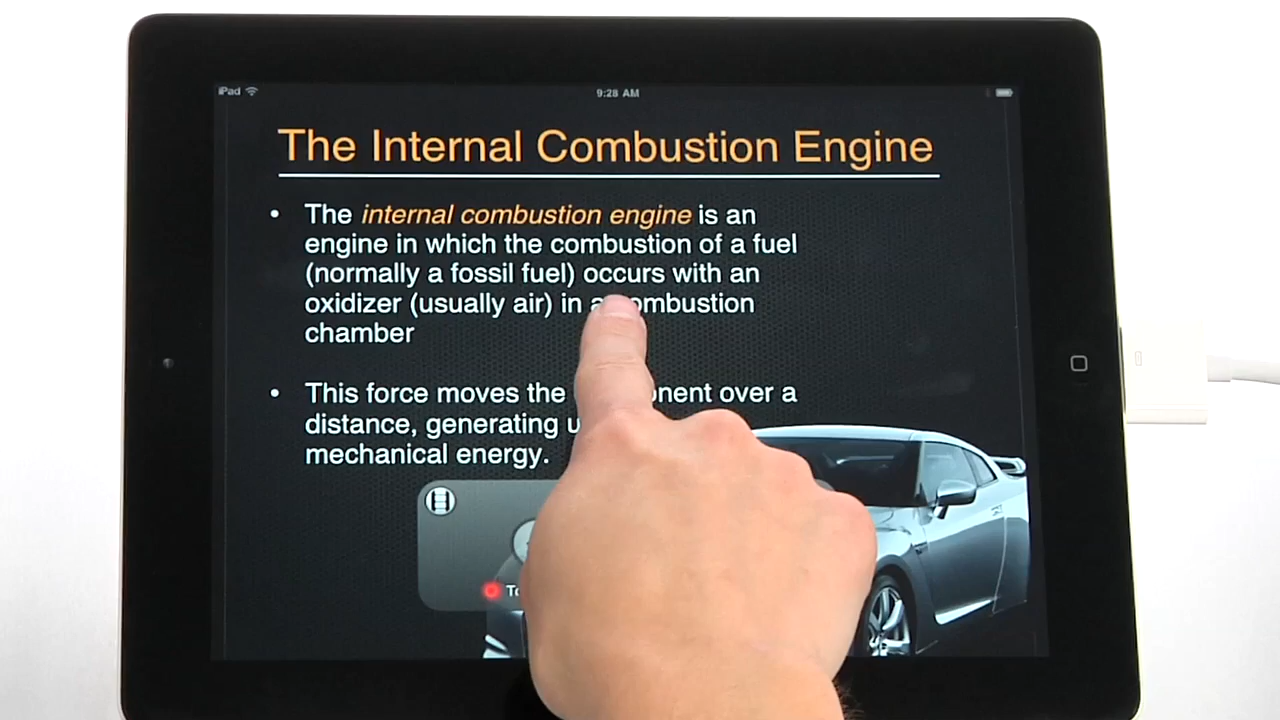 iPad
9:28 AM
The Internal Combustion Engine
• The internal combustion engine is an
engine in which the combustion of a fuel
(normally a fossil fuel) occurs with an
oxidizer (usually air) in a combustion
chamber
• This force moves the over a
distance, generating
mechanical energy.